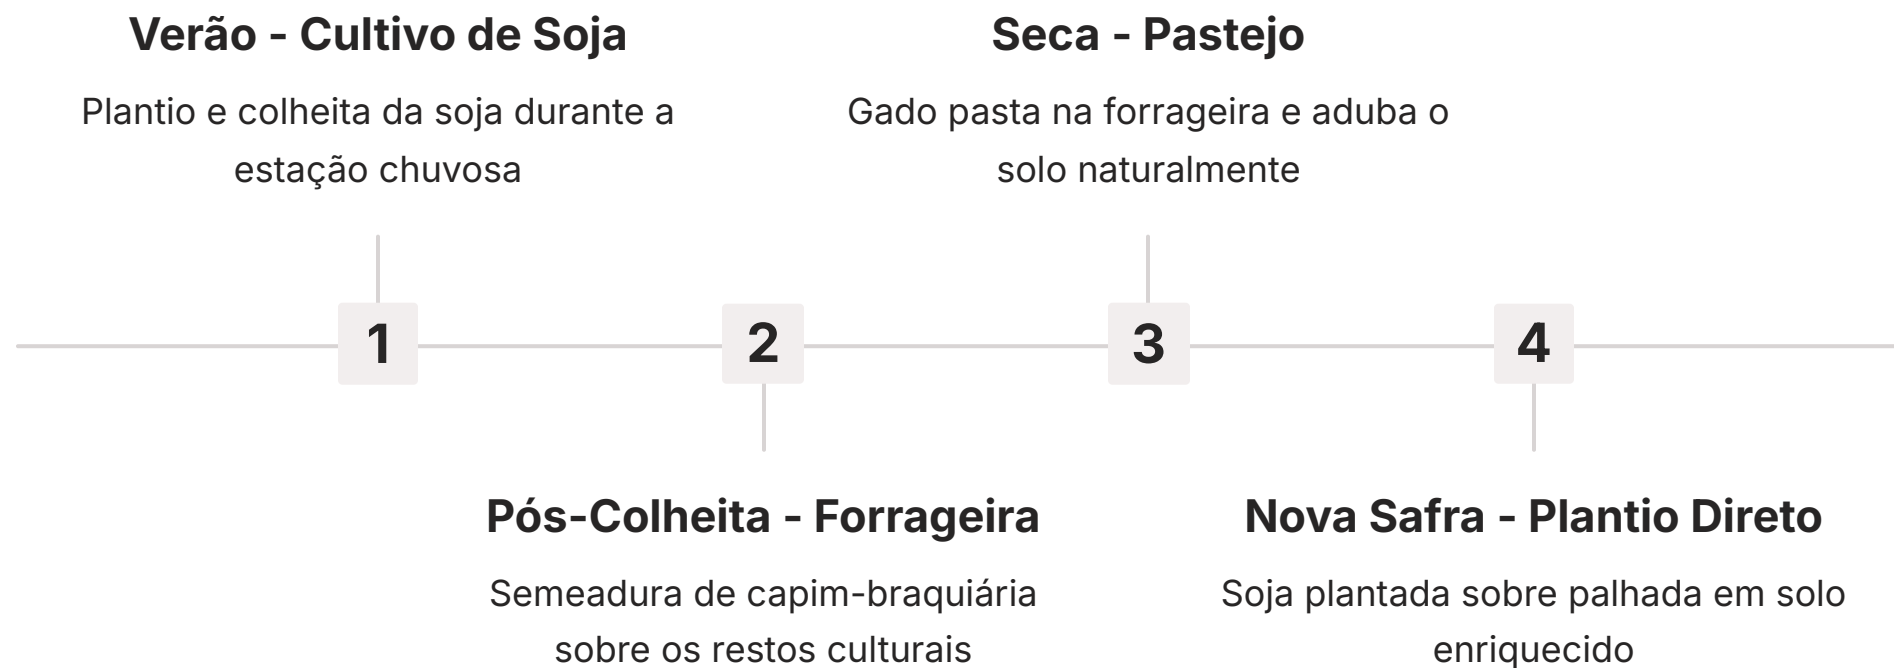 Verão - Cultivo de Soja
Plantio e colheita da soja durante a
estação chuvosa
Seca - Pastejo
Gado pasta na forrageira e aduba o
solo naturalmente
1
2
3
4
Pós-Colheita - Forrageira
Semeadura de capim-braquiária
sobre os restos culturais
Nova Safra - Plantio Direto
Soja plantada sobre palhada em solo
enriquecido